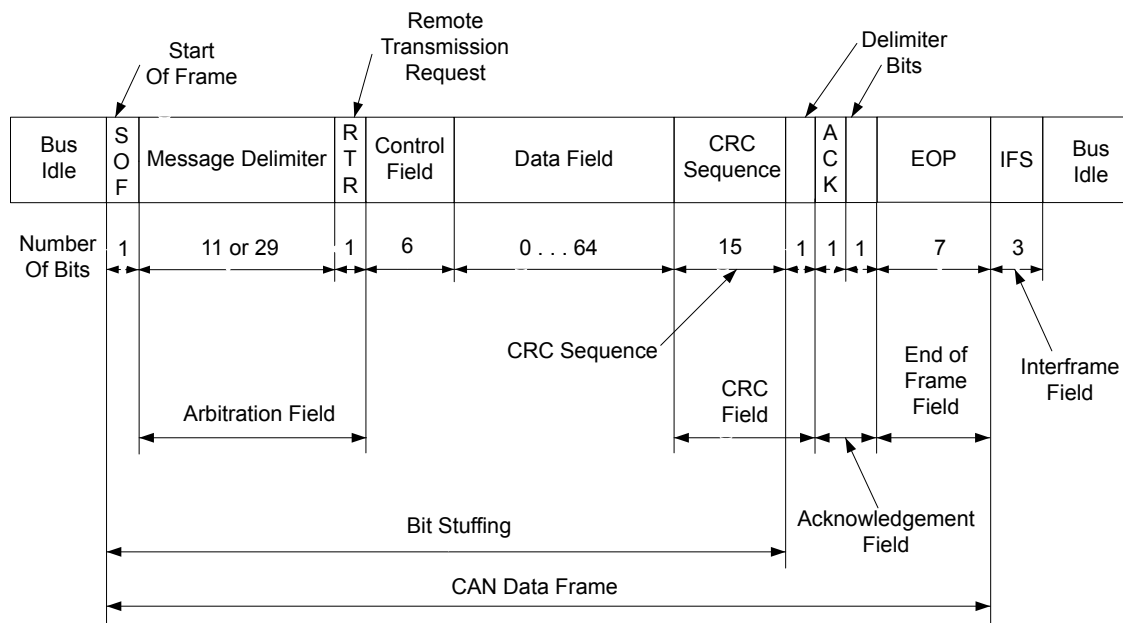 Start
Of Frame
Remote
Transmission
Request
Delimiter
Bits
Bus
Idle
S
O
F
Message Delimiter
R
T
R
Control
Field
Data Field
CRC
Sequence
A
C
K
EOP
IFS
Bus
Idle
Number
Of Bits
1
11 or 29
1
6
0 . . . 64
15
1
1
1
7
3
CRC Sequence
Arbitration Field
CRC
Field
End of
Frame
Field
Interframe
Field
Acknowledgement
Field
Bit Stuffing
CAN Data Frame